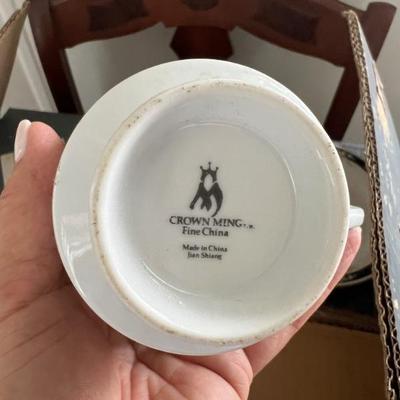 CROWN MING T.M.
Fine China
Made in China
Jian Shiang